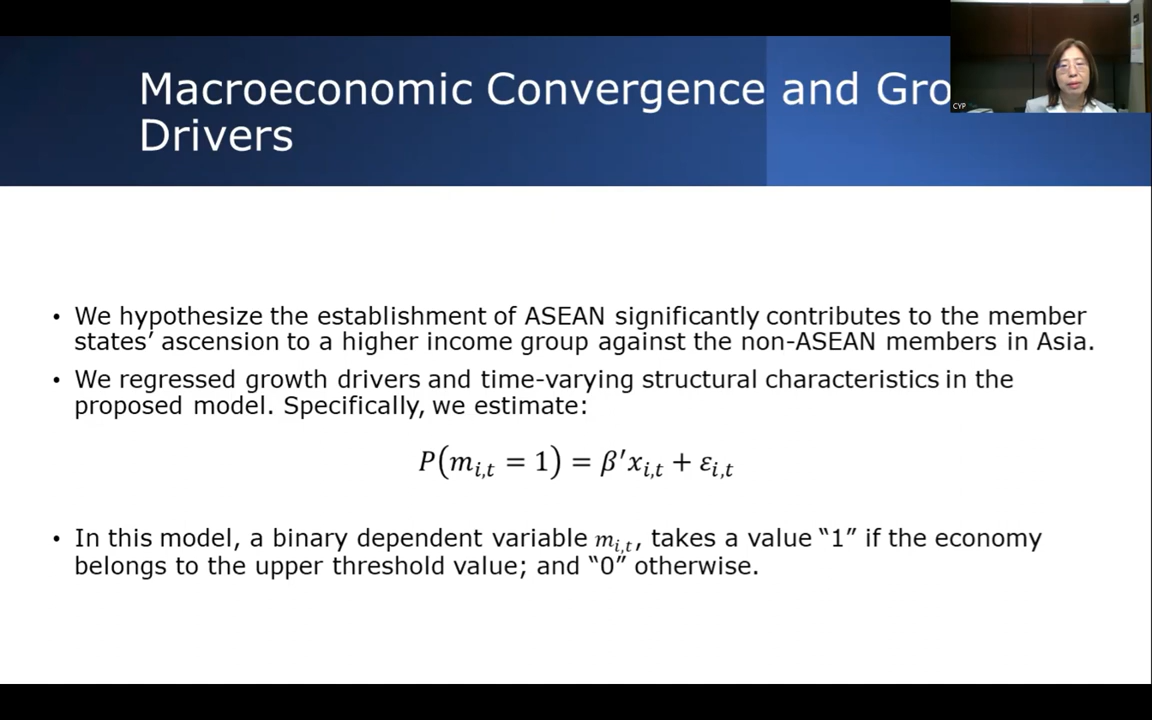 Macroeconomic Convergence and Gro
Drivers
CYP
• We hypothesize the establishment of ASEAN significantly contributes to the member
states’ ascension to a higher income group against the non-ASEAN members in Asia.
• We regressed growth drivers and time-varying structural characteristics in the
proposed model. Specifically, we estimate:
P(m_{i,t} = 1) = β′x_{i,t} + ε_{i,t}
• In this model, a binary dependent variable m_{i,t}, takes a value “1” if the economy
belongs to the upper threshold value; and “0” otherwise.